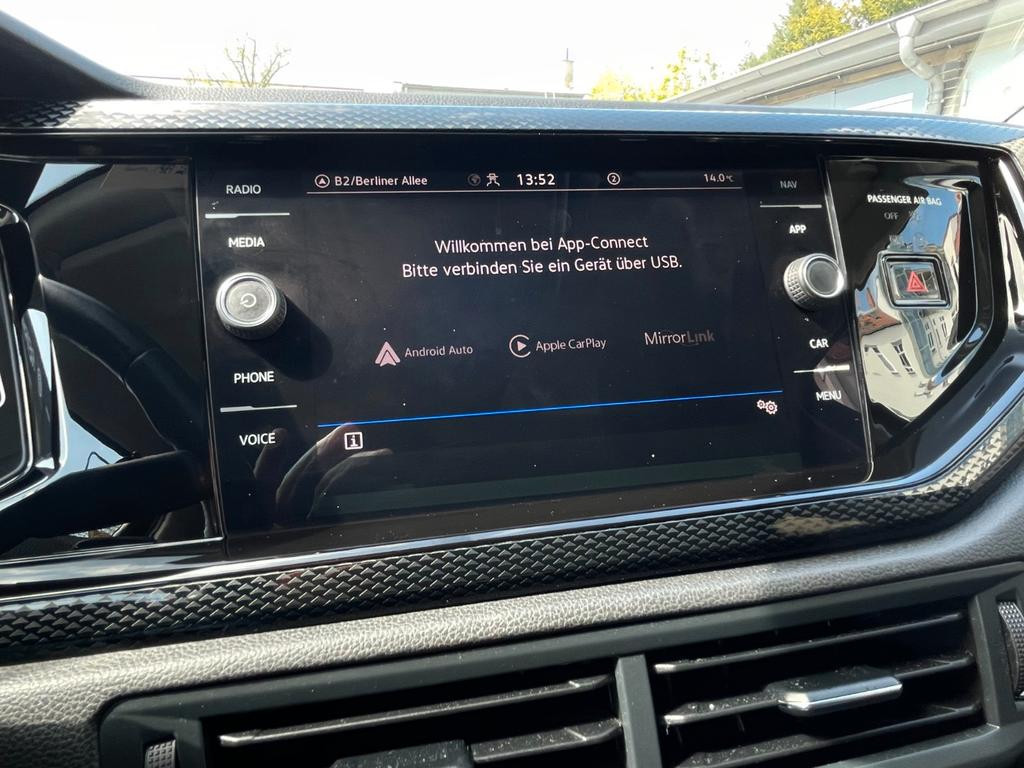 RADIO
MEDIA
PHONE
VOICE
B2/Berliner Allee
13:52
2
14.0°C
Willkommen bei App-Connect
Bitte verbinden Sie ein Gerät über USB.
Android Auto
Apple CarPlay
MirrorLink
i
NAV
APP
CAR
MENU
PASSENGER AIR BAG
OFF